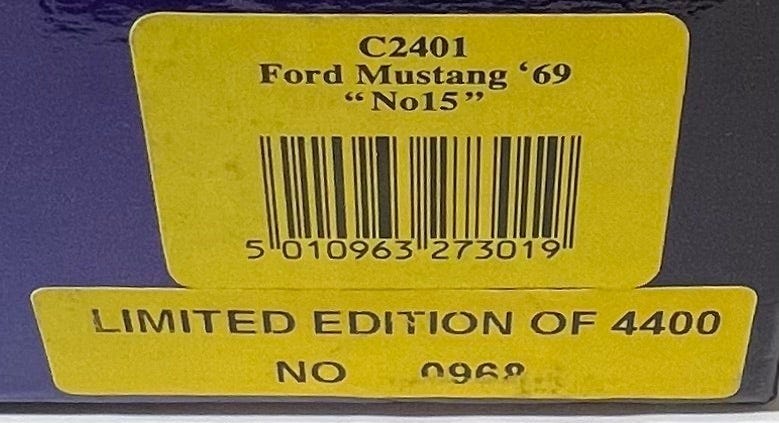 C2401
Ford Mustang ‘69
“No15”
5 010963 273019
LIMITED EDITION OF 4400
NO 0968